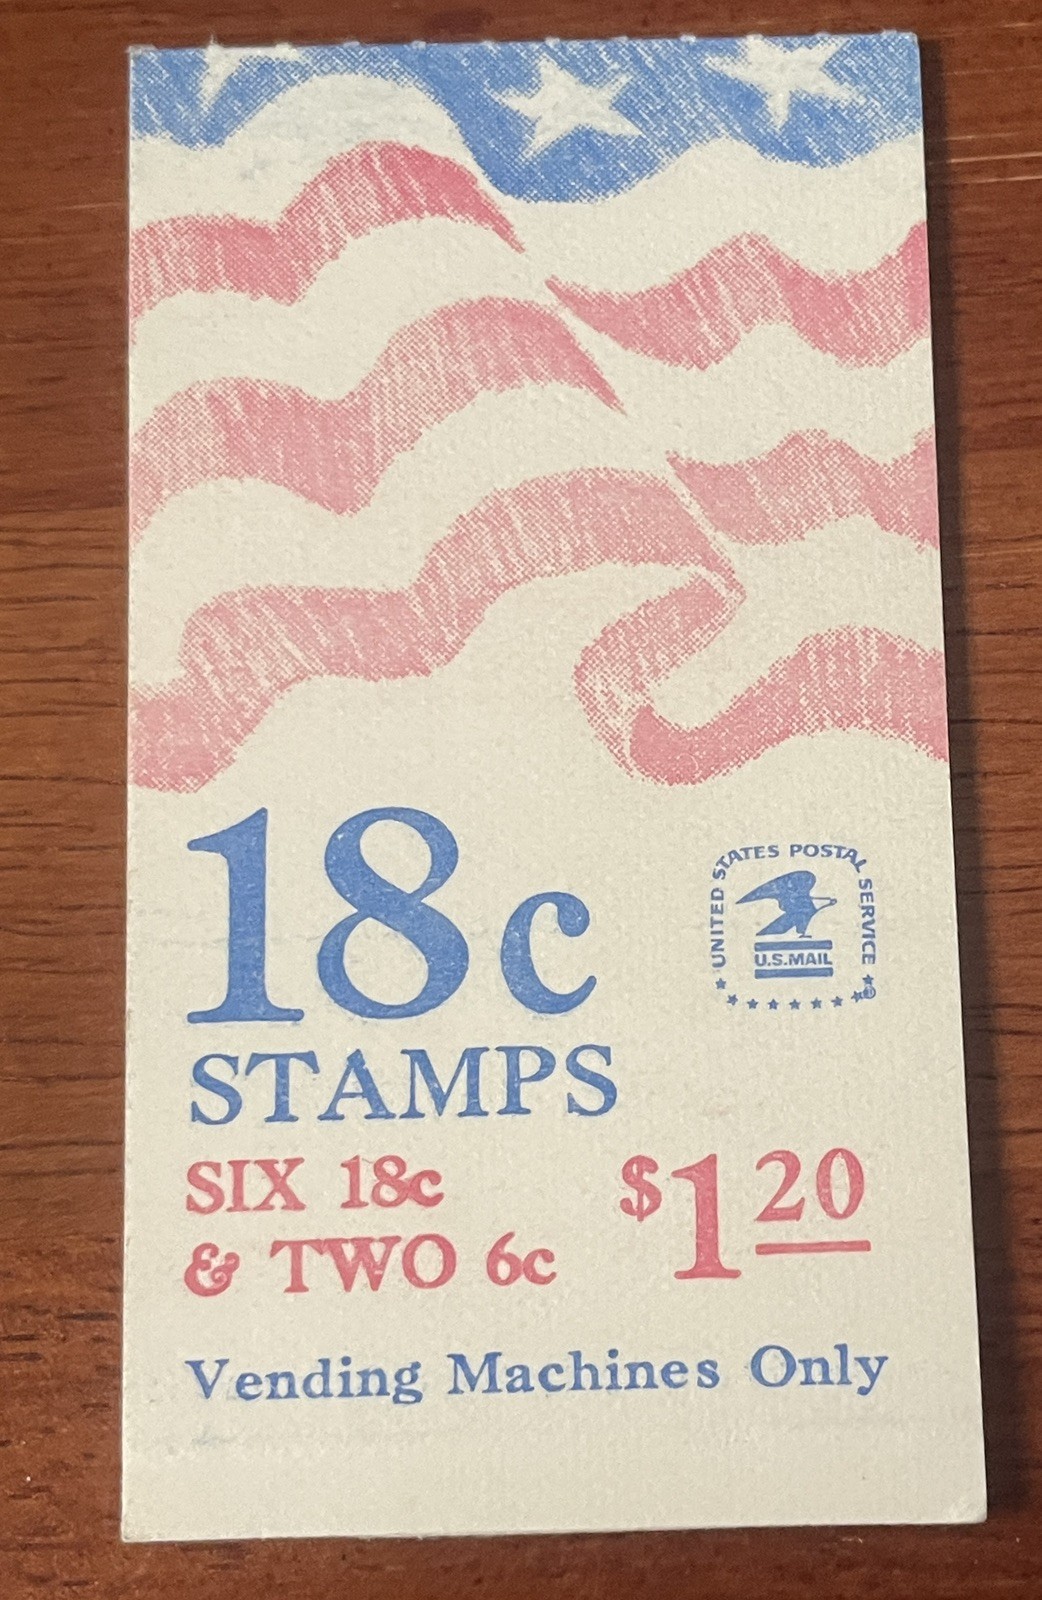 18c
UNITED STATES POSTAL SERVICE
U.S.MAIL
®
STAMPS
SIX 18c
& TWO 6c
$1 20
Vending Machines Only